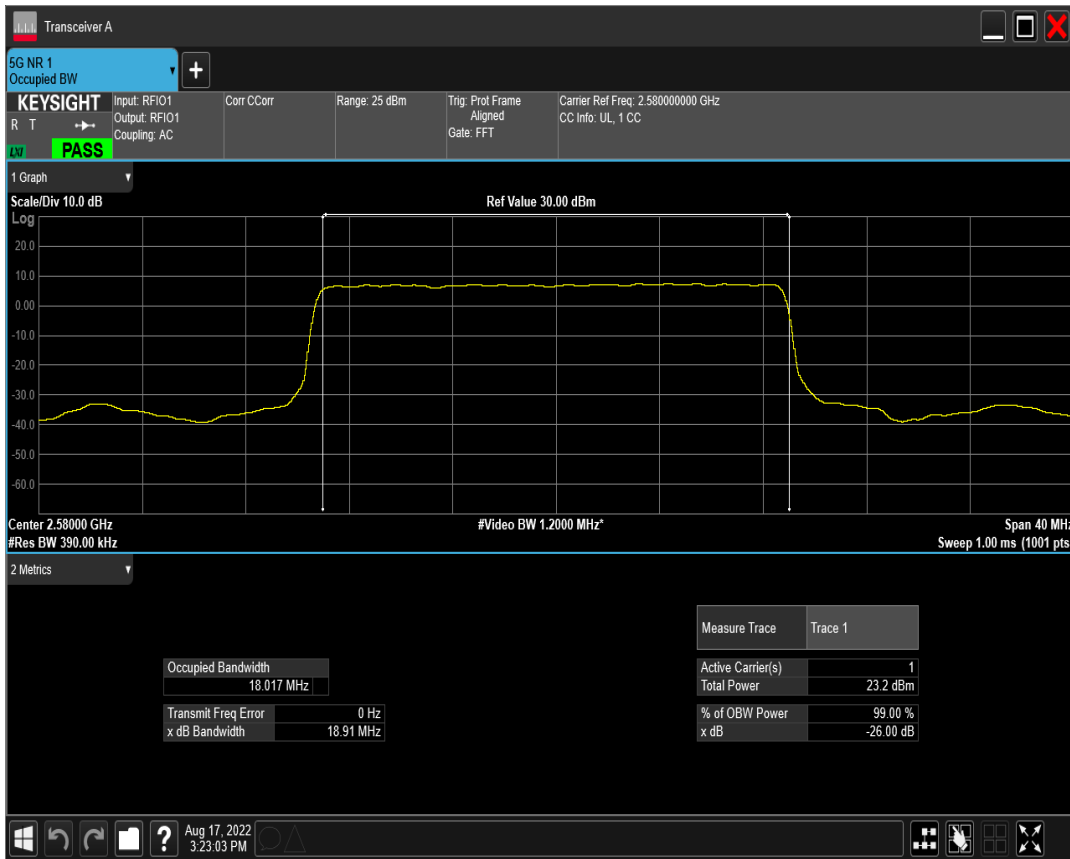 Transceiver A
5G NR 1
Occupied BW
+
KEYSIGHT Input: RFIO1 Corr CCorr Range: 25 dBm Trig: Prot Frame Carrier Ref Freq: 2.580000000 GHz
R T Output: RFIO1 Aligned CC Info: UL, 1 CC
Coupling: AC Gate: FFT
LXI PASS
1 Graph
Scale/Div 10.0 dB Ref Value 30.00 dBm
Log
20.0
10.0
0.00
-10.0
-20.0
-30.0
-40.0
-50.0
-60.0
Center 2.58000 GHz #Video BW 1.2000 MHz* Span 40 MHz
#Res BW 390.00 kHz Sweep 1.00 ms (1001 pts
2 Metrics
Measure Trace Trace 1
Occupied Bandwidth Active Carrier(s) 1
18.017 MHz Total Power 23.2 dBm
Transmit Freq Error 0 Hz % of OBW Power 99.00 %
x dB Bandwidth 18.91 MHz x dB -26.00 dB
? Aug 17, 2022
3:23:03 PM